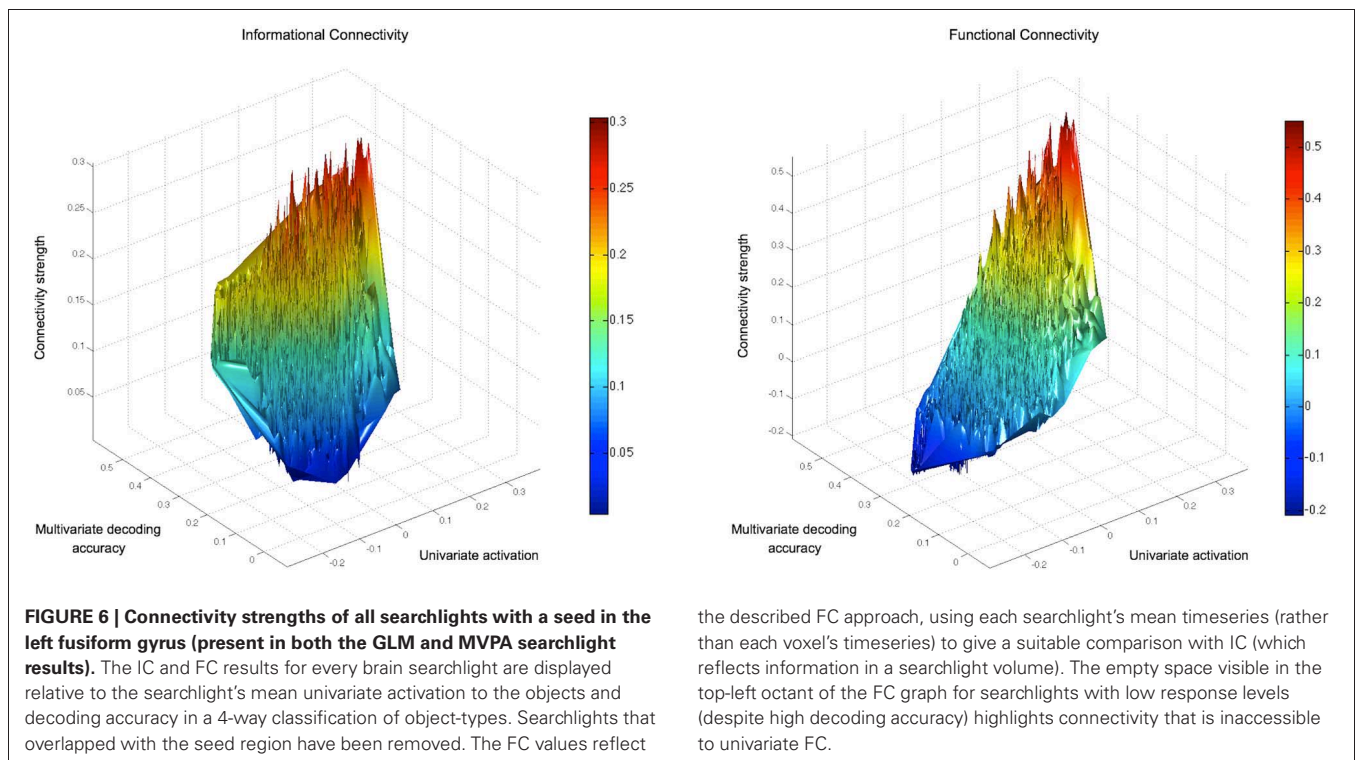 Informational Connectivity
0.3
0.25
0.2
0.15
0.1
0.05
Connectivity strength
0.5
0.4
0.3
0.2
0.1
0
Multivariate decoding
accuracy
-0.2
-0.1
0
0.1
0.2
0.3
Univariate activation
0.3
0.25
0.2
0.15
0.1
0.05
Functional Connectivity
0.5
0.4
0.3
0.2
0.1
0
-0.1
-0.2
Connectivity strength
0.5
0.4
0.3
0.2
0.1
0
Multivariate decoding
accuracy
-0.2
-0.1
0
0.1
0.2
0.3
Univariate activation
0.5
0.4
0.3
0.2
0.1
0
-0.1
-0.2
FIGURE 6 | Connectivity strengths of all searchlights with a seed in the
left fusiform gyrus (present in both the GLM and MVPA searchlight
results). The IC and FC results for every brain searchlight are displayed
relative to the searchlight's mean univariate activation to the objects and
decoding accuracy in a 4-way classification of object-types. Searchlights that
overlapped with the seed region have been removed. The FC values reflect
the described FC approach, using each searchlight's mean timeseries (rather
than each voxel's timeseries) to give a suitable comparison with IC (which
reflects information in a searchlight volume). The empty space visible in the
top-left octant of the FC graph for searchlights with low response levels
(despite high decoding accuracy) highlights connectivity that is inaccessible
to univariate FC.